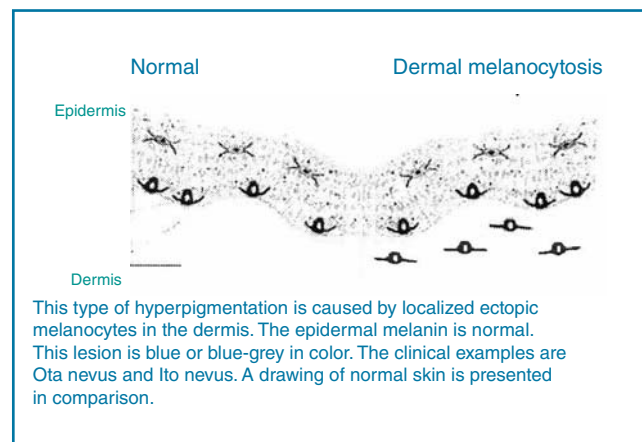 Normal Dermal melanocytosis
Epidermis
Dermis
This type of hyperpigmentation is caused by localized ectopic
melanocytes in the dermis. The epidermal melanin is normal.
This lesion is blue or blue-grey in color. The clinical examples are
Ota nevus and Ito nevus. A drawing of normal skin is presented
in comparison.